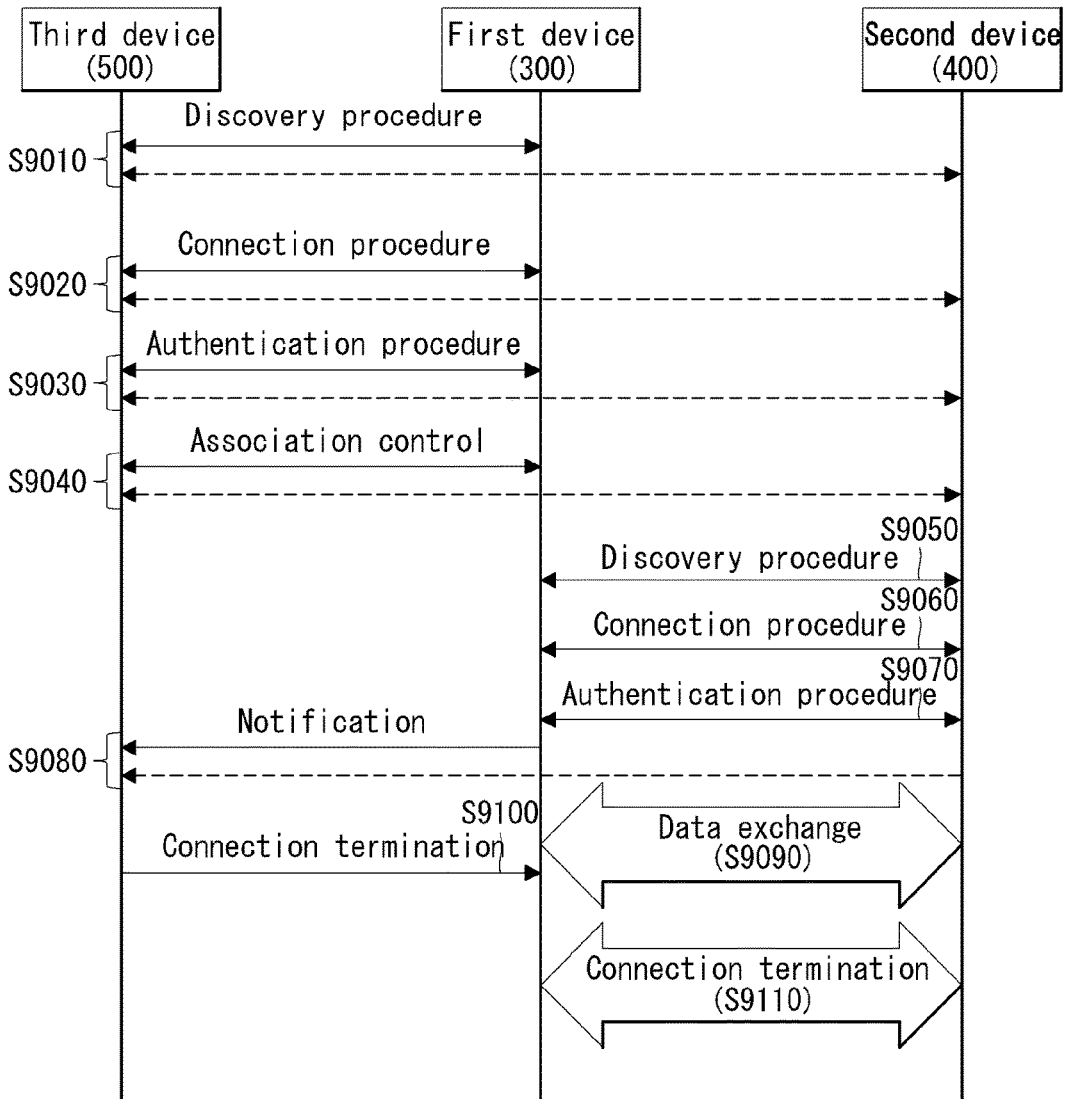 Third device
(500)
First device
(300)
Second device
(400)
Discovery procedure
S9010
Connection procedure
S9020
Authentication procedure
S9030
Association control
S9040
S9050
Discovery procedure
S9060
Connection procedure
S9070
Authentication procedure
Notification
S9080
S9100
Connection termination
Data exchange
(S9090)
Connection termination
(S9110)